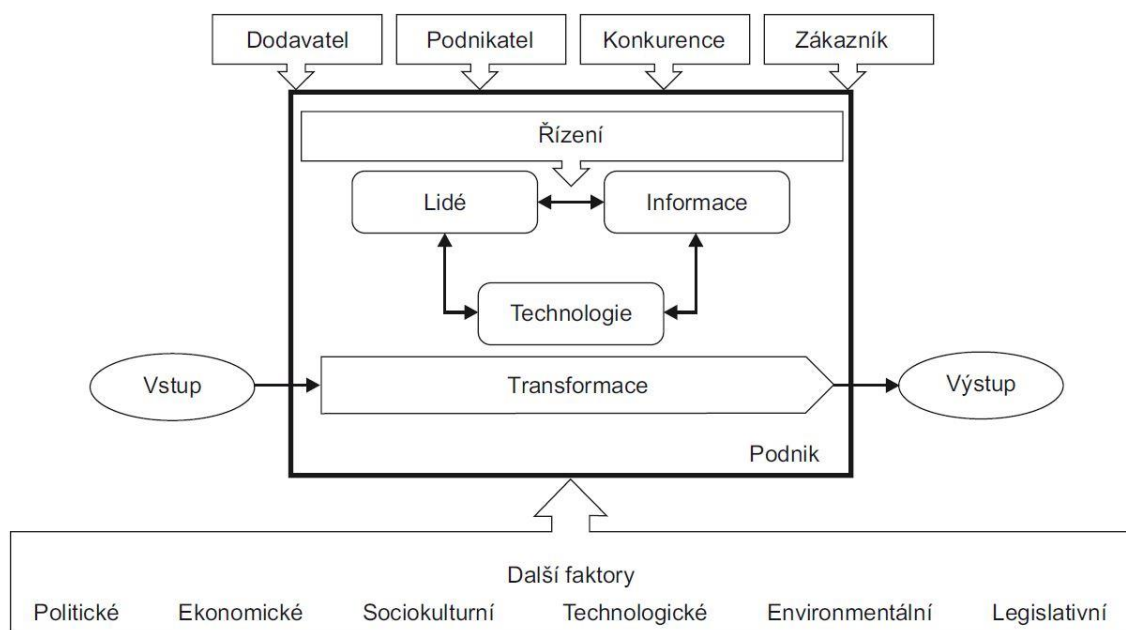 Dodavatel Podnikatel Konkurence Zákazník
Řízení
Lidé Informace
Technologie
Vstup Transformace Výstup
Podnik
Další faktory
Politické Ekonomické Sociokulturní Technologické Environmentální Legislativní